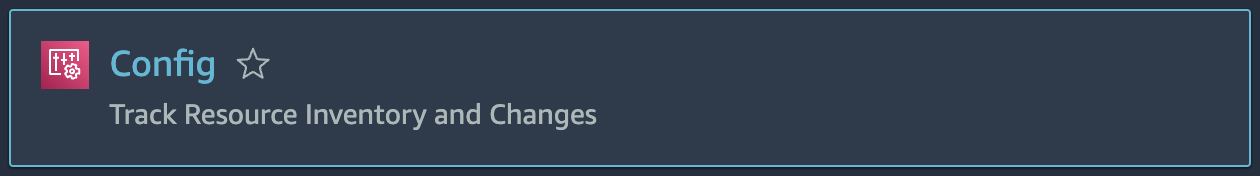 Config
Track Resource Inventory and Changes